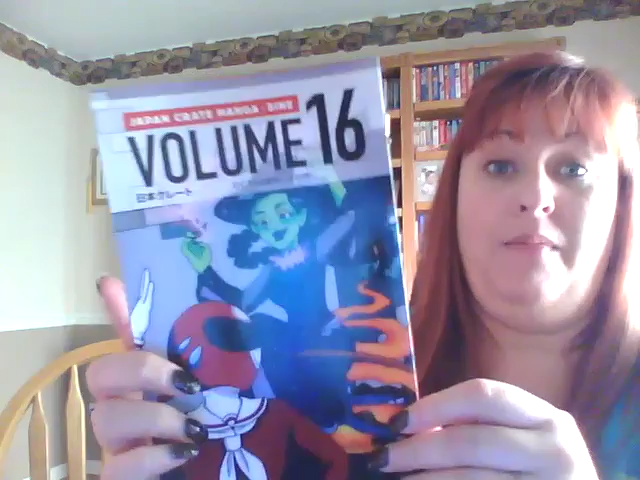 JAPAN CRATE MANGA · ZINE
VOLUME 16
日本クレート